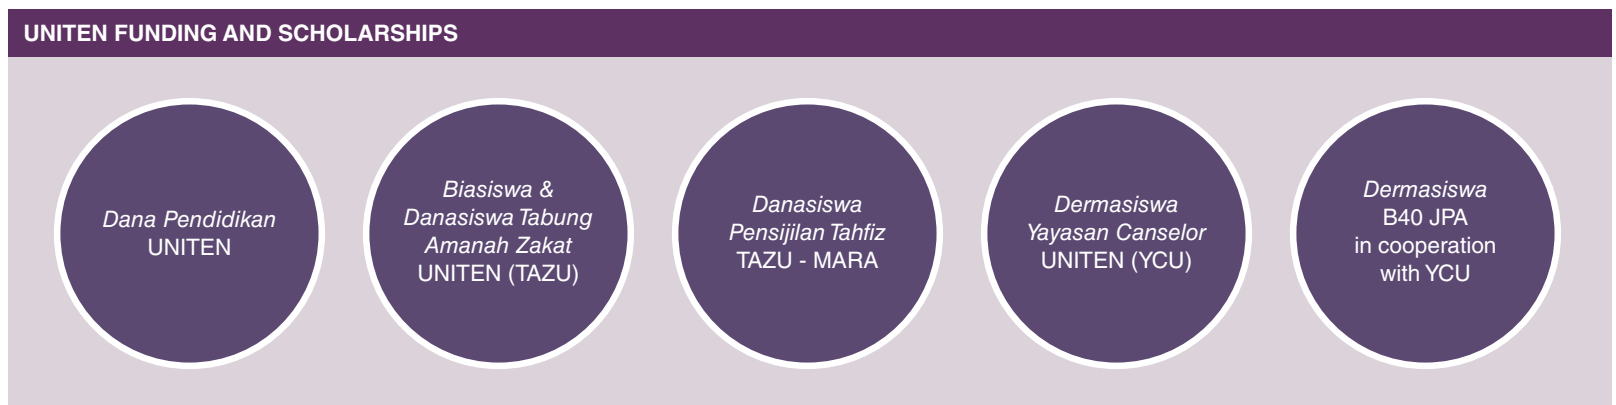 UNITEN FUNDING AND SCHOLARSHIPS
Dana Pendidikan
UNITEN
Biasiswa &
Danasiswa Tabung
Amanah Zakat
UNITEN (TAZU)
Danasiswa
Pensijilan Tahfiz
TAZU - MARA
Dermasiswa
Yayasan Canselor
UNITEN (YCU)
Dermasiswa
B40 JPA
in cooperation
with YCU